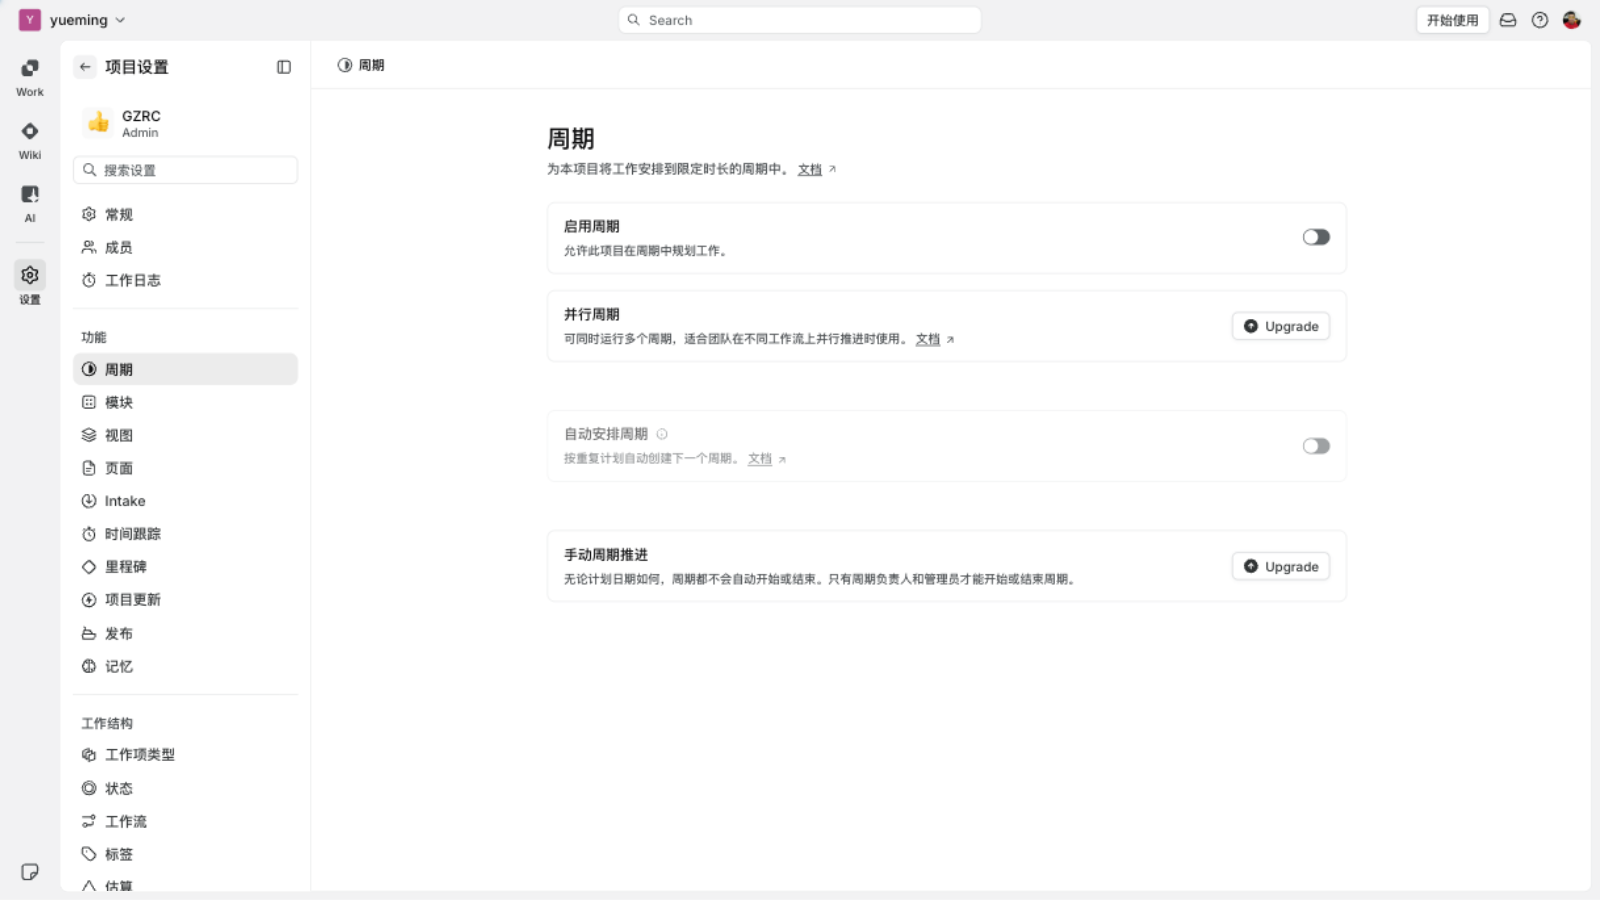 Y
yueming
Search
开始使用
Work
Wiki
AI
设置
项目设置
GZRC
Admin
搜索设置
常规
成员
工作日志
功能
周期
模块
视图
页面
Intake
时间跟踪
里程碑
项目更新
发布
记忆
工作结构
工作项类型
状态
工作流
标签
估算
周期
周期
为本项目将工作安排到限定时长的周期中。 文档
启用周期
允许此项目在周期中规划工作。
并行周期
可同时运行多个周期，适合团队在不同工作流上并行推进时使用。 文档
Upgrade
自动安排周期
按重复计划自动创建下一个周期。 文档
手动周期推进
无论计划日期如何，周期都不会自动开始或结束。只有周期负责人和管理员才能开始或结束周期。
Upgrade